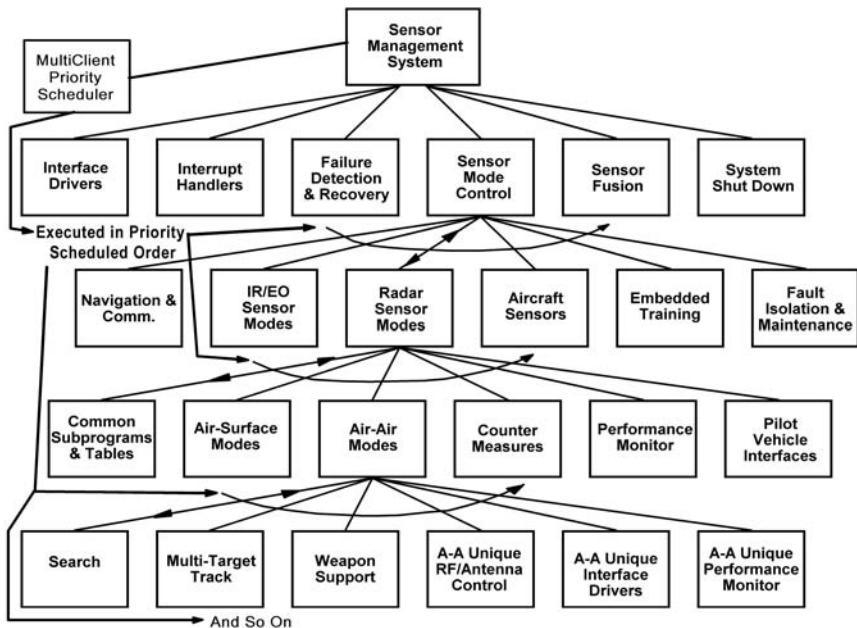 Sensor
Management
System
MultiClient
Priority
Scheduler
Interface
Drivers
Interrupt
Handlers
Failure
Detection
& Recovery
Sensor
Mode
Control
Sensor
Fusion
System
Shut Down
Executed in Priority
Scheduled Order
Navigation &
Comm.
IR/EO
Sensor
Modes
Radar
Sensor
Modes
Aircraft
Sensors
Embedded
Training
Fault
Isolation &
Maintenance
Common
Subprograms
& Tables
Air-Surface
Modes
Air-Air
Modes
Counter
Measures
Performance
Monitor
Pilot
Vehicle
Interfaces
Search
Multi-Target
Track
Weapon
Support
A-A Unique
RF/Antenna
Control
A-A Unique
Interface
Drivers
A-A Unique
Performance
Monitor
And So On